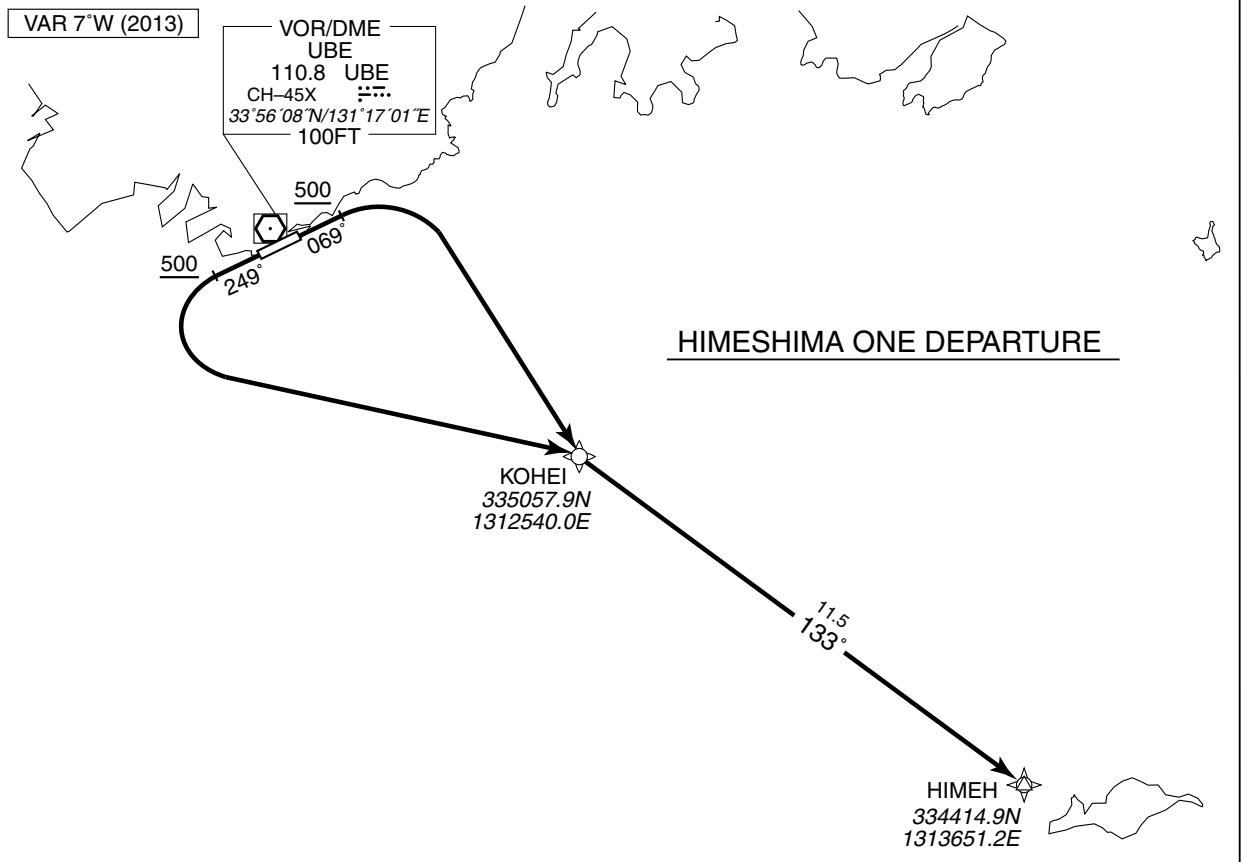 VAR 7°W (2013)
VOR/DME
UBE
110.8 UBE
CH–45X
33°56´08˝N/131°17´01˝E
100FT
500
069°
500
249°
HIMESHIMA ONE DEPARTURE
KOHEI
335057.9N
1312540.0E
11.5
133°
HIMEH
334414.9N
1313651.2E